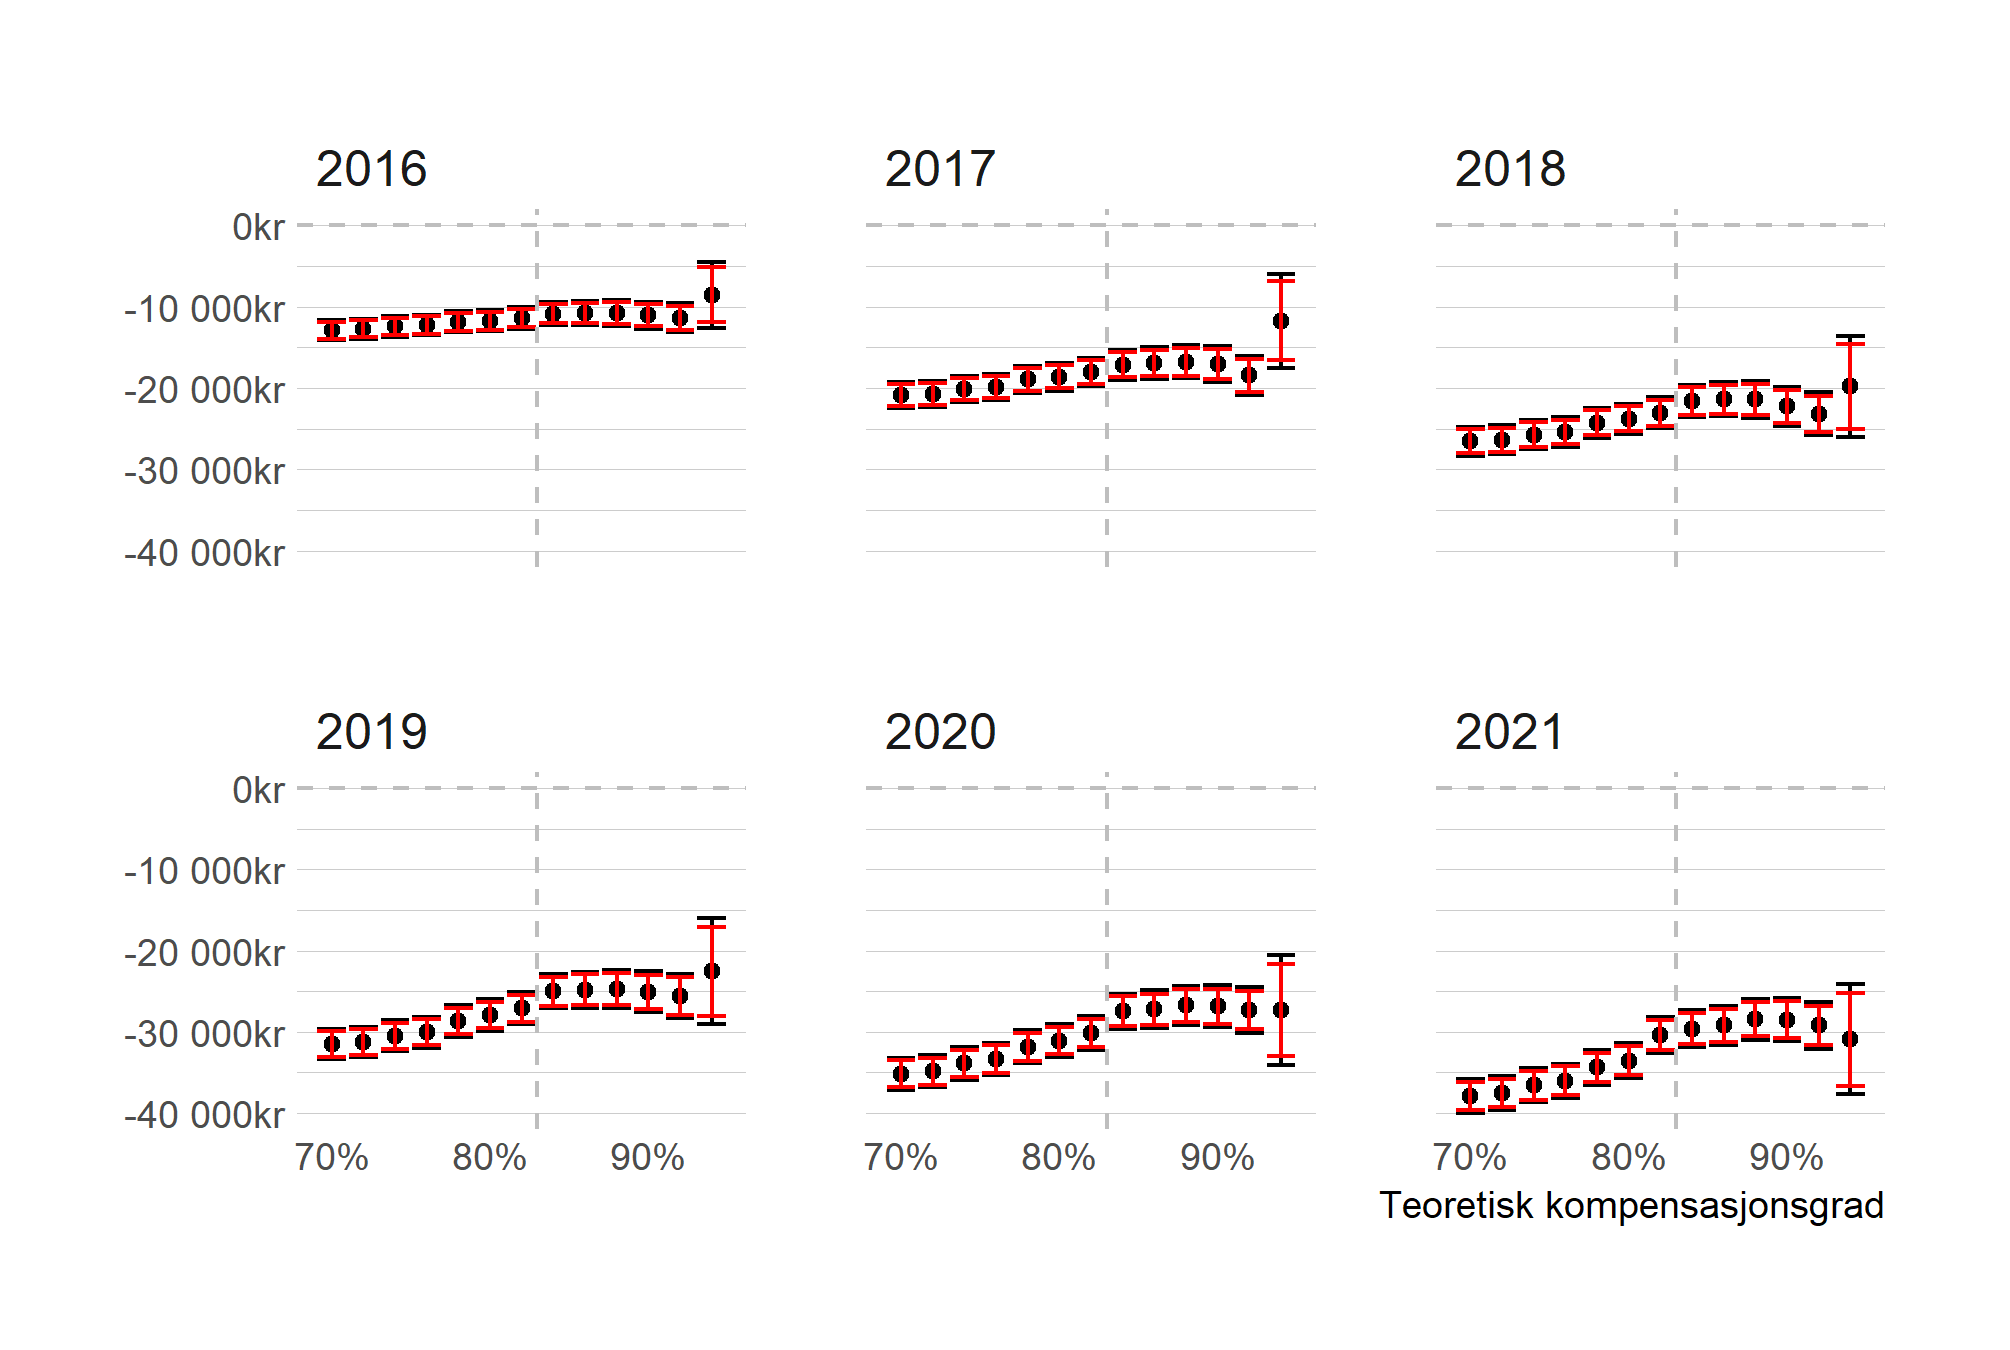 2016
2017
2018
0kr
-10 000kr
-20 000kr
-30 000kr
-40 000kr
2019
2020
2021
0kr
-10 000kr
-20 000kr
-30 000kr
-40 000kr
70% 80% 90%
70% 80% 90%
70% 80% 90%
Teoretisk kompensasjonsgrad